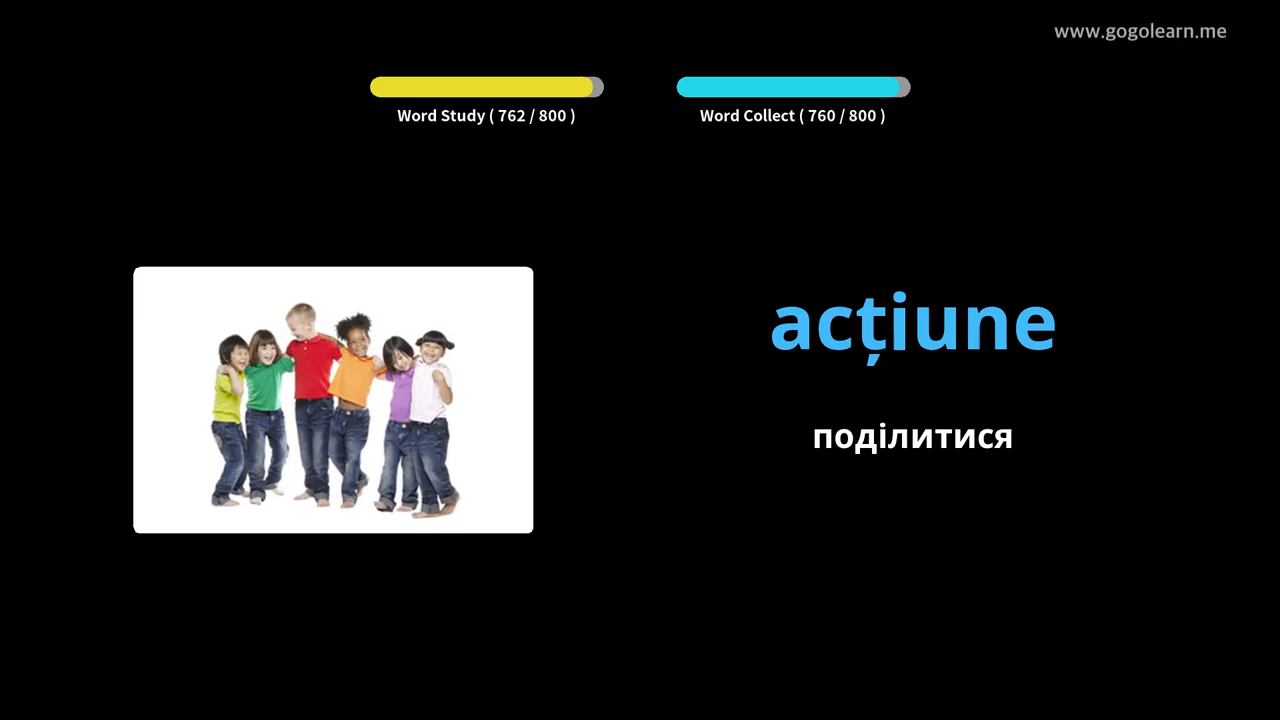 www.gogolearn.me
Word Study ( 762 / 800 )
Word Collect ( 760 / 800 )
acțiune
поділитися